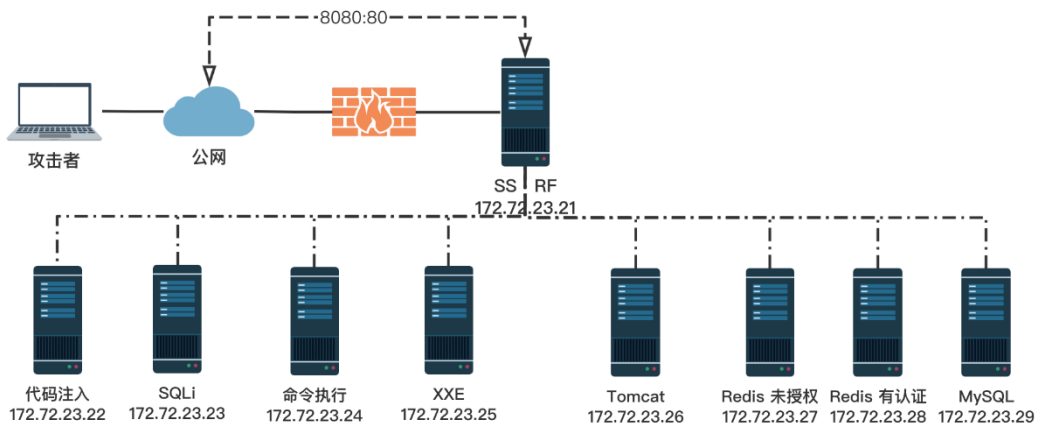 8080:80
攻击者
公网
SS RF
172.72.23.21
代码注入
172.72.23.22
SQLi
172.72.23.23
命令执行
172.72.23.24
XXE
172.72.23.25
Tomcat
172.72.23.26
Redis 未授权
172.72.23.27
Redis 有认证
172.72.23.28
MySQL
172.72.23.29